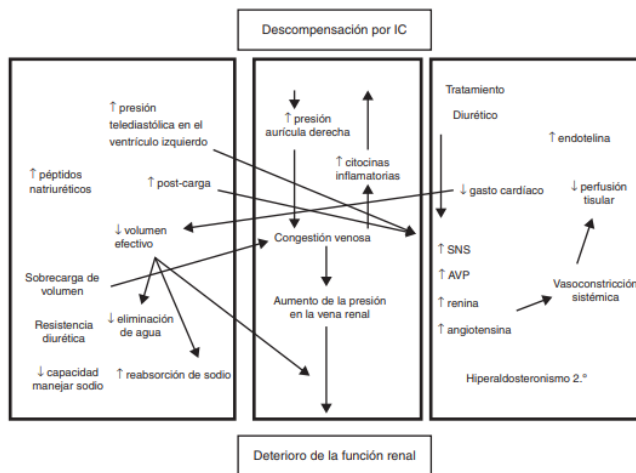 Descompensación por IC
↑ presión
telediastólica en el
ventrículo izquierdo
↑ péptidos
natriuréticos
↑ post-carga
↓ volumen
efectivo
Sobrecarga de
volumen
Resistencia
diurética
↓ eliminación
de agua
↓ capacidad
manejar sodio
↑ reabsorción de sodio
↑ presión
aurícula derecha
↑ citocinas
inflamatorias
Congestión venosa
Aumento de la presión
en la vena renal
Tratamiento
Diurético
↑ endotelina
↓ gasto cardíaco
↓ perfusión
tisular
↑ SNS
↑ AVP
↑ renina
↑ angiotensina
Vasoconstricción
sistémica
Hiperaldosteronismo 2.º
Deterioro de la función renal